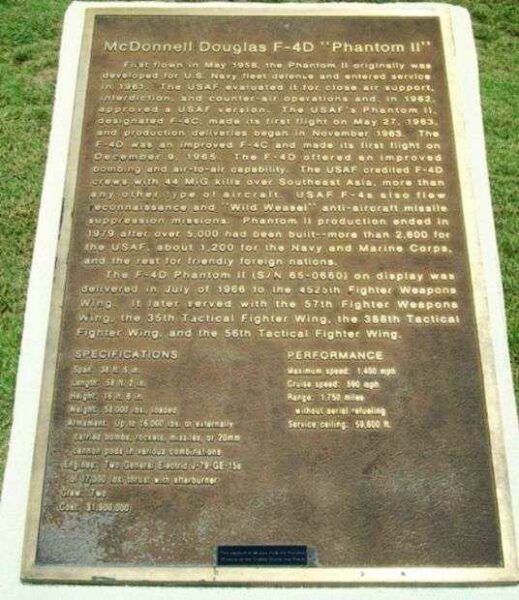 McDonnell Douglas F-4D "Phantom II"
First flown in May 1958, the Phantom II originally was
developed for U.S. Navy fleet defense and entered service
in 1961. The USAF evaluated it for close air support,
interdiction, and counter-air operations and, in 1962,
approved a USAF version. The USAF's Phantom II,
designated F-4C, made its first flight on May 27, 1963,
and production deliveries began in November 1963. The
F-4D was an improved F-4C and made its first flight on
December 9, 1965. The F-4D offered an improved
bombing and air-to-air capability. The USAF credited F-4D
crews with 44 MiG kills over Southeast Asia, more than
any other type of aircraft. USAF F-4s also flew
reconnaissance and "Wild Weasel" anti-aircraft missile
suppression missions. Phantom II production ended in
1979 after over 5,000 had been built--more than 2,600 for
the USAF, about 1,200 for the Navy and Marine Corps,
and the rest for friendly foreign nations.
The F-4D Phantom II (S/N 65-0660) on display was
delivered in July of 1966 to the 4525th Fighter Weapons
Wing. It later served with the 57th Fighter Weapons
Wing, the 35th Tactical Fighter Wing, the 388th Tactical
Fighter Wing, and the 56th Tactical Fighter Wing.
SPECIFICATIONS
Span: 38 ft. 5 in.
Length: 58 ft. 2 in.
Height: 16 ft. 6 in.
Weight: 58,000 lbs. loaded
Armament: Up to 16,000 lbs. of externally
carried bombs, rockets, missiles, or 20mm
cannon pods in various combinations
Engines: Two General Electric J-79-GE-15s
of 17,000 lbs. thrust with afterburner
Crew: Two
Cost: $1,900,000
PERFORMANCE
Maximum speed: 1,400 mph
Cruise speed: 590 mph
Range: 1,750 miles
without aerial refueling
Service ceiling: 59,600 ft.